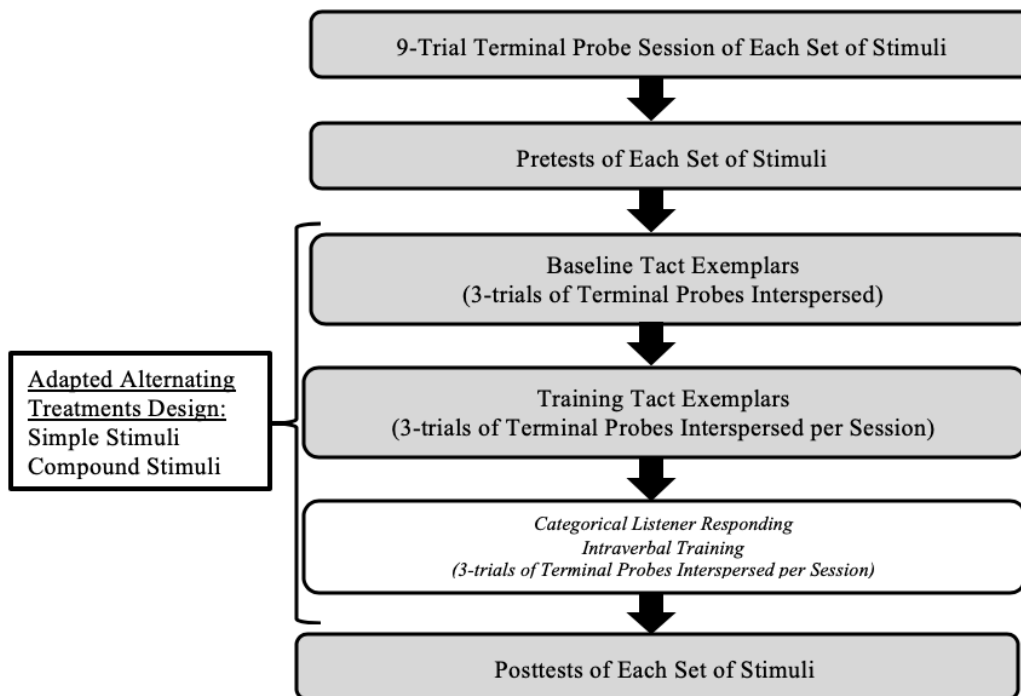 9-Trial Terminal Probe Session of Each Set of Stimuli
Pretests of Each Set of Stimuli
Baseline Tact Exemplars
(3-trials of Terminal Probes Interspersed)
Adapted Alternating
Treatments Design:
Simple Stimuli
Compound Stimuli
Training Tact Exemplars
(3-trials of Terminal Probes Interspersed per Session)
Categorical Listener Responding
Intraverbal Training
(3-trials of Terminal Probes Interspersed per Session)
Posttests of Each Set of Stimuli